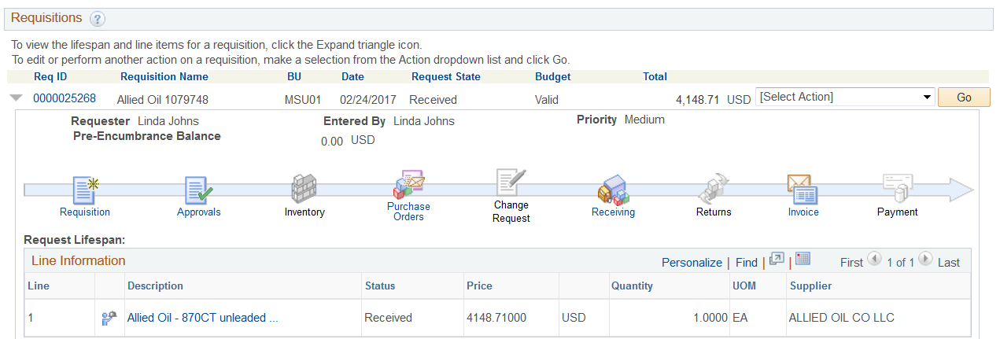 Requisitions ?
To view the lifespan and line items for a requisition, click the Expand triangle icon.
To edit or perform another action on a requisition, make a selection from the Action dropdown list and click Go.
Req ID Requisition Name BU Date Request State Budget Total
0000025268 Allied Oil 1079748 MSU01 02/24/2017 Received Valid 4,148.71 USD [Select Action] Go
Requester Linda Johns Entered By Linda Johns Priority Medium
Pre-Encumbrance Balance 0.00 USD
Requisition Approvals Inventory Purchase Orders Change Request Receiving Returns Invoice Payment
Request Lifespan:
Line Information Personalize | Find | | First 1 of 1 Last
Line Description Status Price Quantity UOM Supplier
1 Allied Oil - 870CT unleaded ... Received 4148.71000 USD 1.0000 EA ALLIED OIL CO LLC